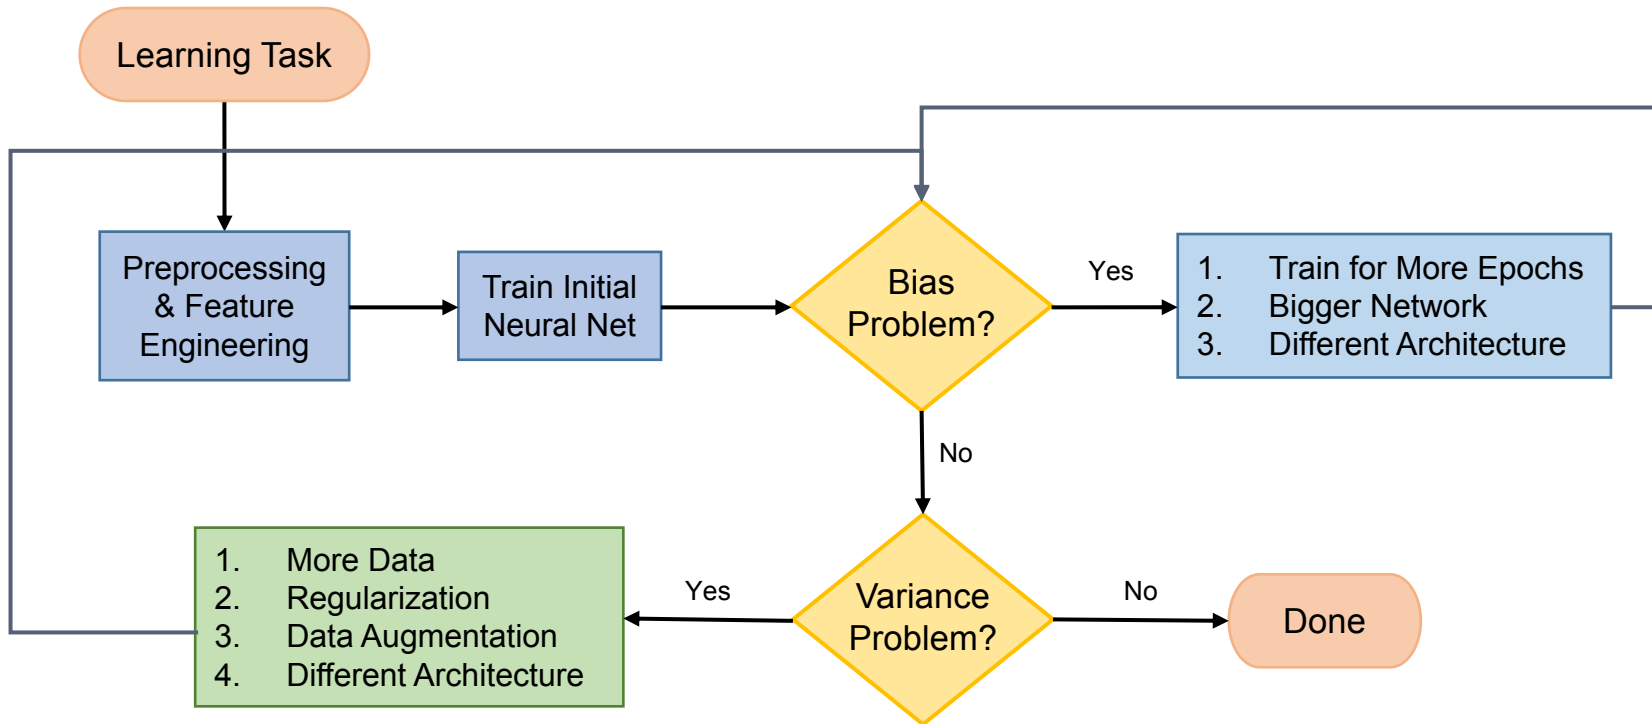 Learning Task
Preprocessing
& Feature
Engineering
Train Initial
Neural Net
Bias
Problem?
Yes
1. Train for More Epochs
2. Bigger Network
3. Different Architecture
No
Variance
Problem?
Yes
1. More Data
2. Regularization
3. Data Augmentation
4. Different Architecture
No
Done